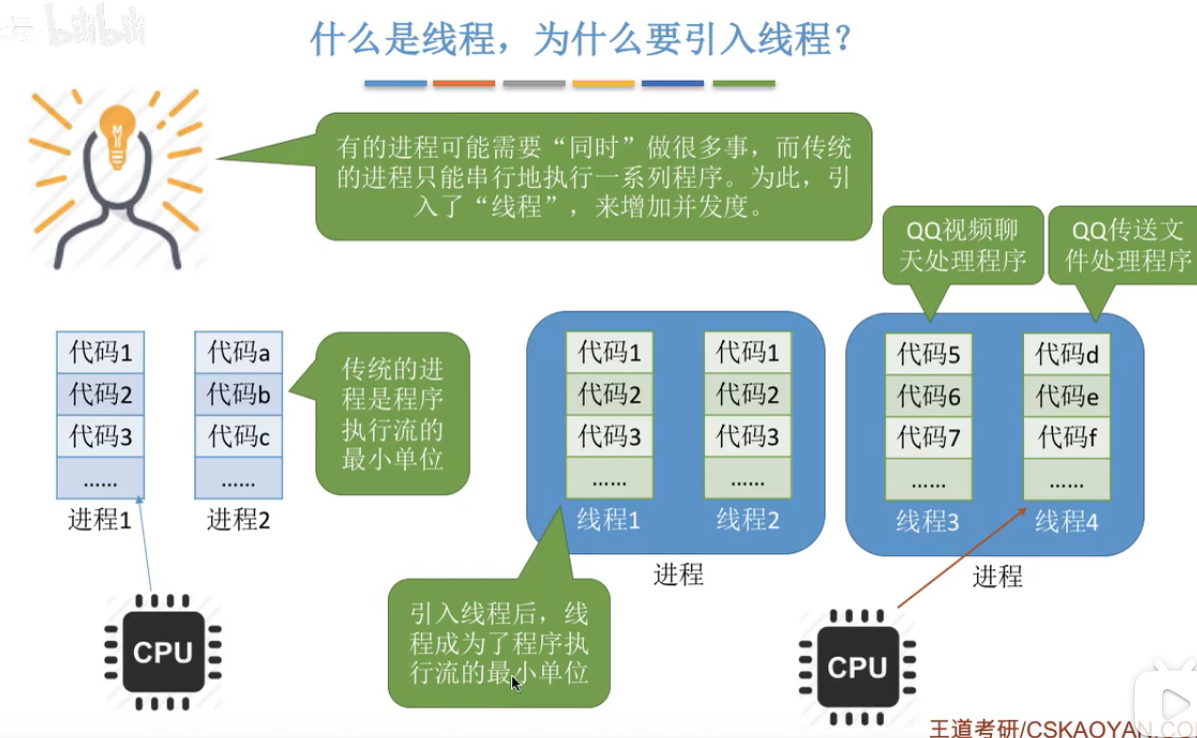 bilibili
什么是线程，为什么要引入线程？
有的进程可能需要“同时”做很多事，而传统
的进程只能串行地执行一系列程序。为此，引
入了“线程”，来增加并发度。
QQ视频聊
天处理程序
QQ传送文
件处理程序
代码1
代码2
代码3
……
进程1
代码a
代码b
代码c
……
进程2
传统的进
程是程序
执行流的
最小单位
代码1
代码2
代码3
……
线程1
代码1
代码2
代码3
……
线程2
进程
代码5
代码6
代码7
……
线程3
代码d
代码e
代码f
……
线程4
进程
引入线程后，线
程成为了程序执
行流的最小单位
CPU
CPU
王道考研/CSKAOYAN.CO